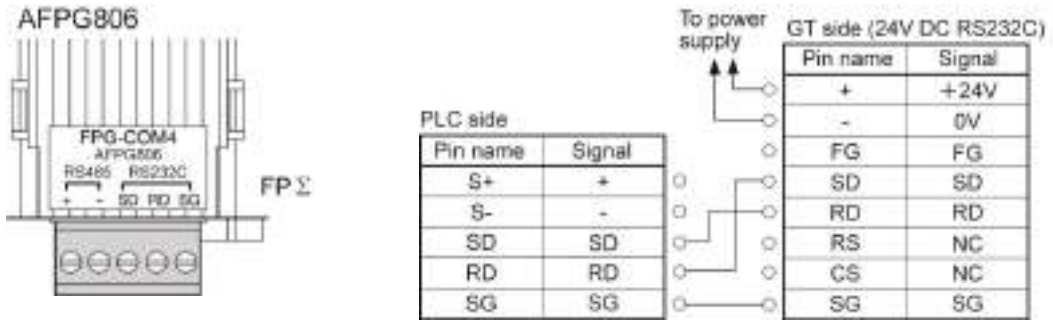 AFPG806
FPG-COM4
AFPG806
RS485 RS232C
+ - SD RD SG
FPΣ
To power
supply
GT side (24V DC RS232C)
Pin name Signal
+ +24V
- 0V
FG FG
SD SD
RD RD
RS NC
CS NC
SG SG
PLC side
Pin name Signal
S+ +
S- -
SD SD
RD RD
SG SG